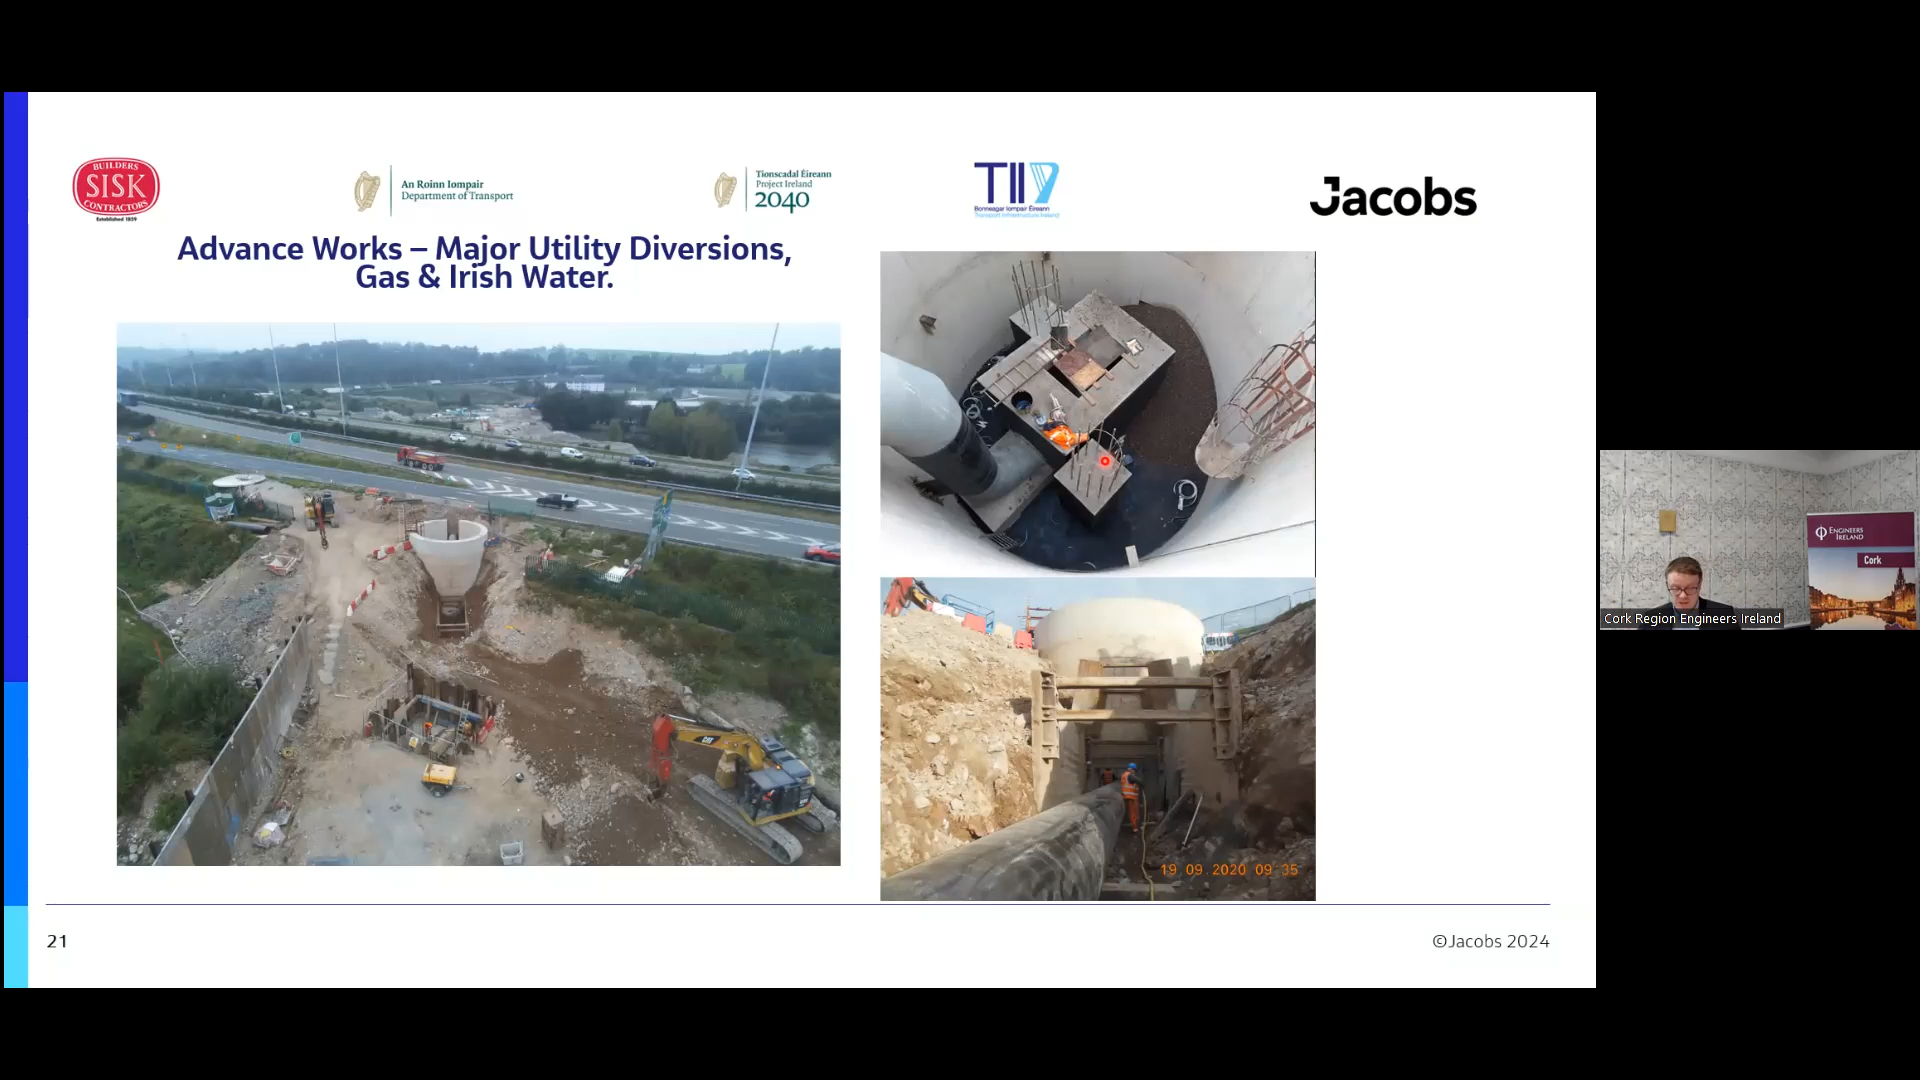 BUILDERS
SISK
CONTRACTORS
Established 1859
An Roinn Iompair
Department of Transport
Tionscadal Éireann
Project Ireland
2040
TII
Bonneagar Iompair Éireann
Transport Infrastructure Ireland
Jacobs
Advance Works – Major Utility Diversions,
Gas & Irish Water.
CAT
19 09 2020 09 35
21
©Jacobs 2024
ENGINEERS
IRELAND
Cork
Cork Region Engineers Ireland